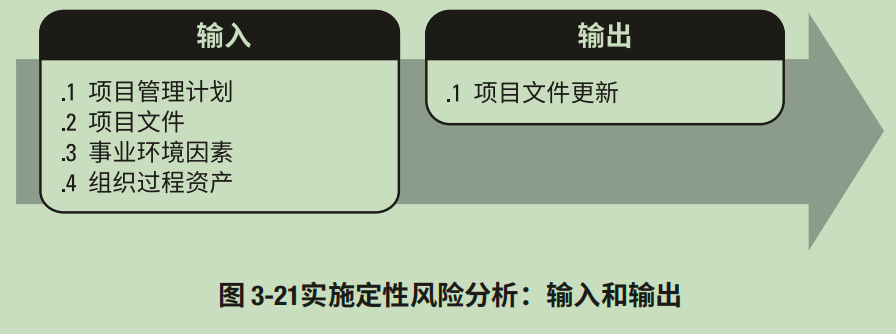 输入
.1 项目管理计划
.2 项目文件
.3 事业环境因素
.4 组织过程资产
输出
.1 项目文件更新
图 3-21实施定性风险分析：输入和输出